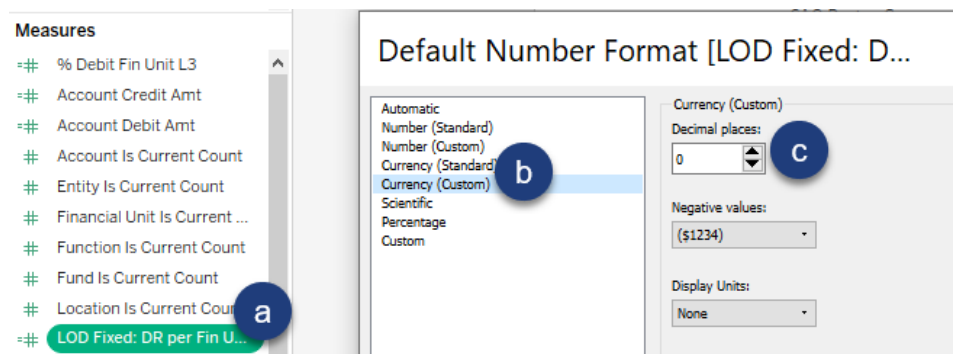 Measures
=# % Debit Fin Unit L3
=# Account Credit Amt
=# Account Debit Amt
# Account Is Current Count
# Entity Is Current Count
# Financial Unit Is Current ...
# Function Is Current Count
# Fund Is Current Count
# Location Is Current Cou
a
=# LOD Fixed: DR per Fin U...
Default Number Format [LOD Fixed: D...
Automatic
Number (Standard)
Number (Custom)
Currency (Standard)
Currency (Custom)
Scientific
Percentage
Custom
b
Currency (Custom)
Decimal places:
0
c
Negative values:
($1234)
Display Units:
None